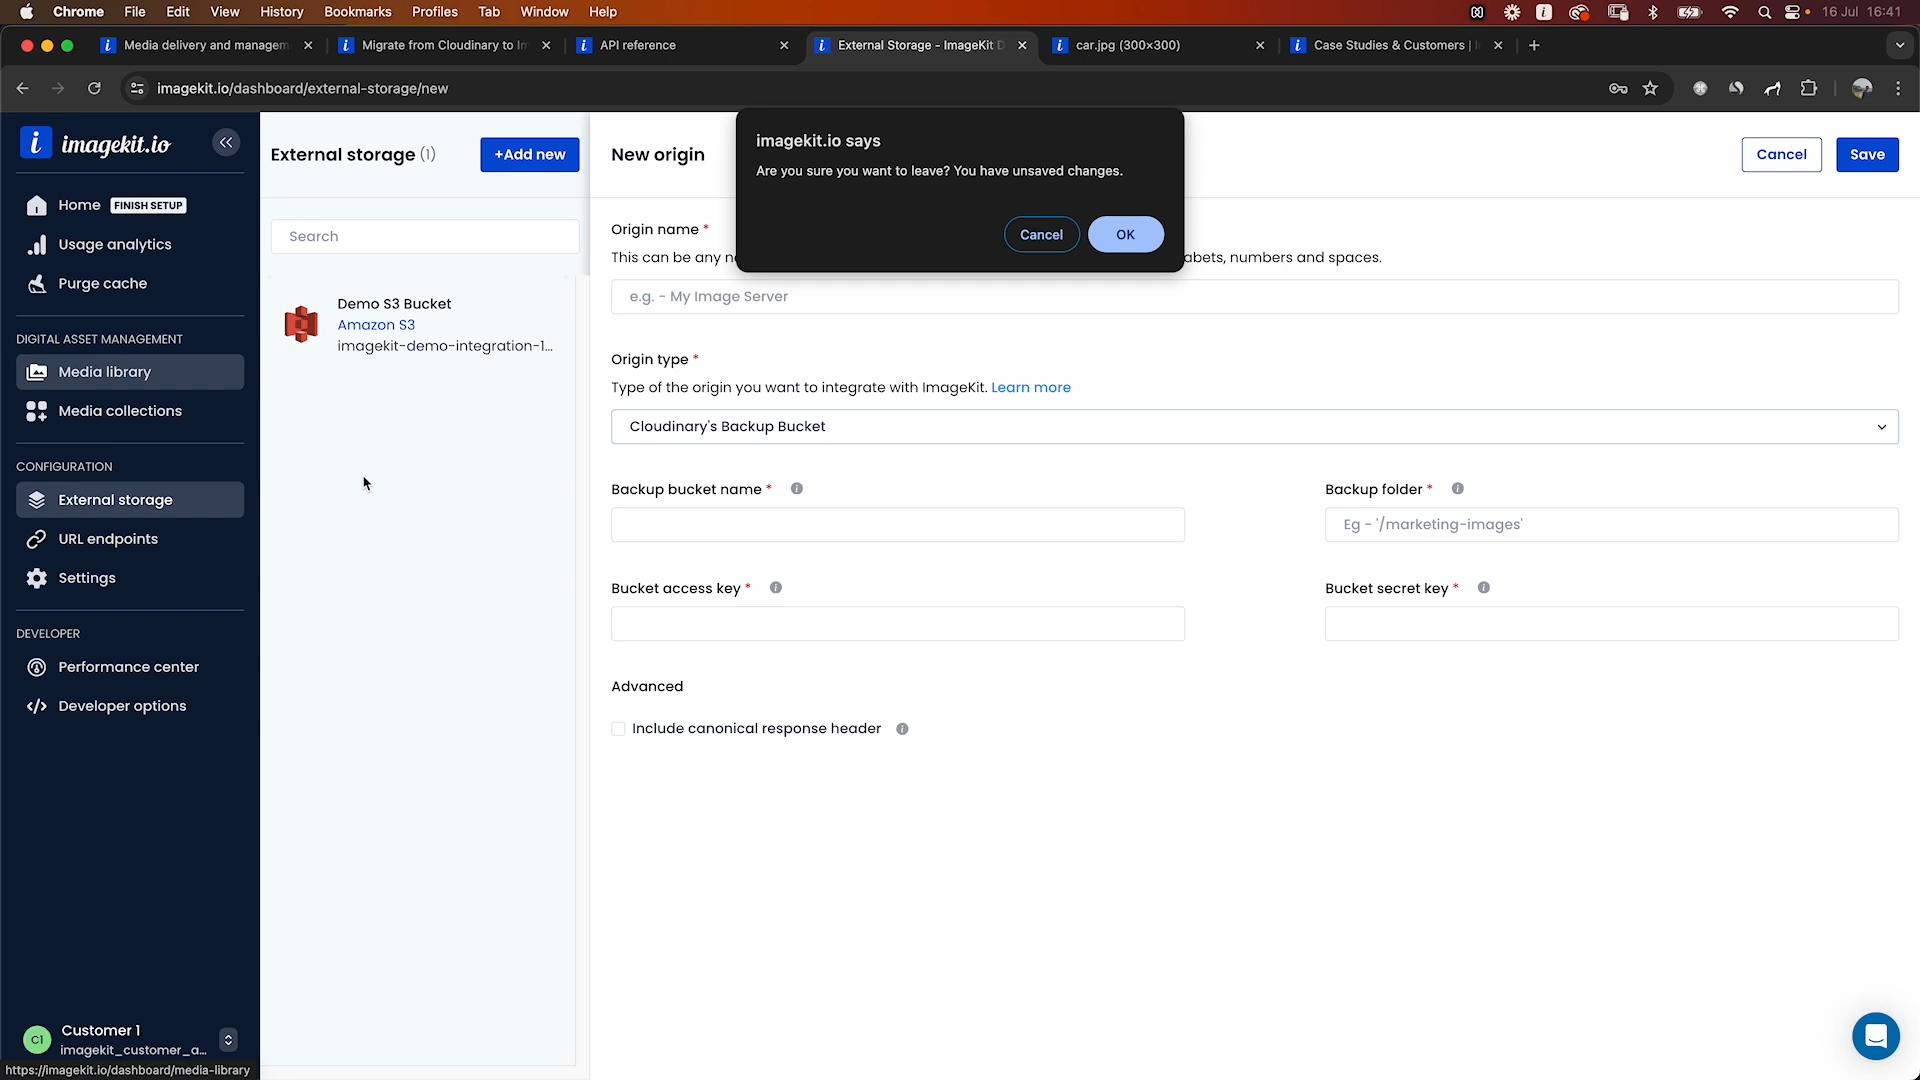 Chrome File Edit View History Bookmarks Profiles Tab Window Help 16 Jul 16:41
Media delivery and managem Migrate from Cloudinary to Im API reference External Storage - ImageKit D car.jpg (300×300) Case Studies & Customers |
imagekit.io/dashboard/external-storage/new
imagekit.io
Home FINISH SETUP
Usage analytics
Purge cache
DIGITAL ASSET MANAGEMENT
Media library
Media collections
CONFIGURATION
External storage
URL endpoints
Settings
DEVELOPER
Performance center
Developer options
C1
Customer 1
imagekit_customer_a...
https://imagekit.io/dashboard/media-library
External storage (1) +Add new
Search
Demo S3 Bucket
Amazon S3
imagekit-demo-integration-1...
New origin
Cancel Save
imagekit.io says
Are you sure you want to leave? You have unsaved changes.
Cancel OK
Origin name *
This can be any n
abets, numbers and spaces.
e.g. - My Image Server
Origin type *
Type of the origin you want to integrate with ImageKit. Learn more
Cloudinary's Backup Bucket
Backup bucket name *
Backup folder *
Eg - '/marketing-images'
Bucket access key *
Bucket secret key *
Advanced
Include canonical response header